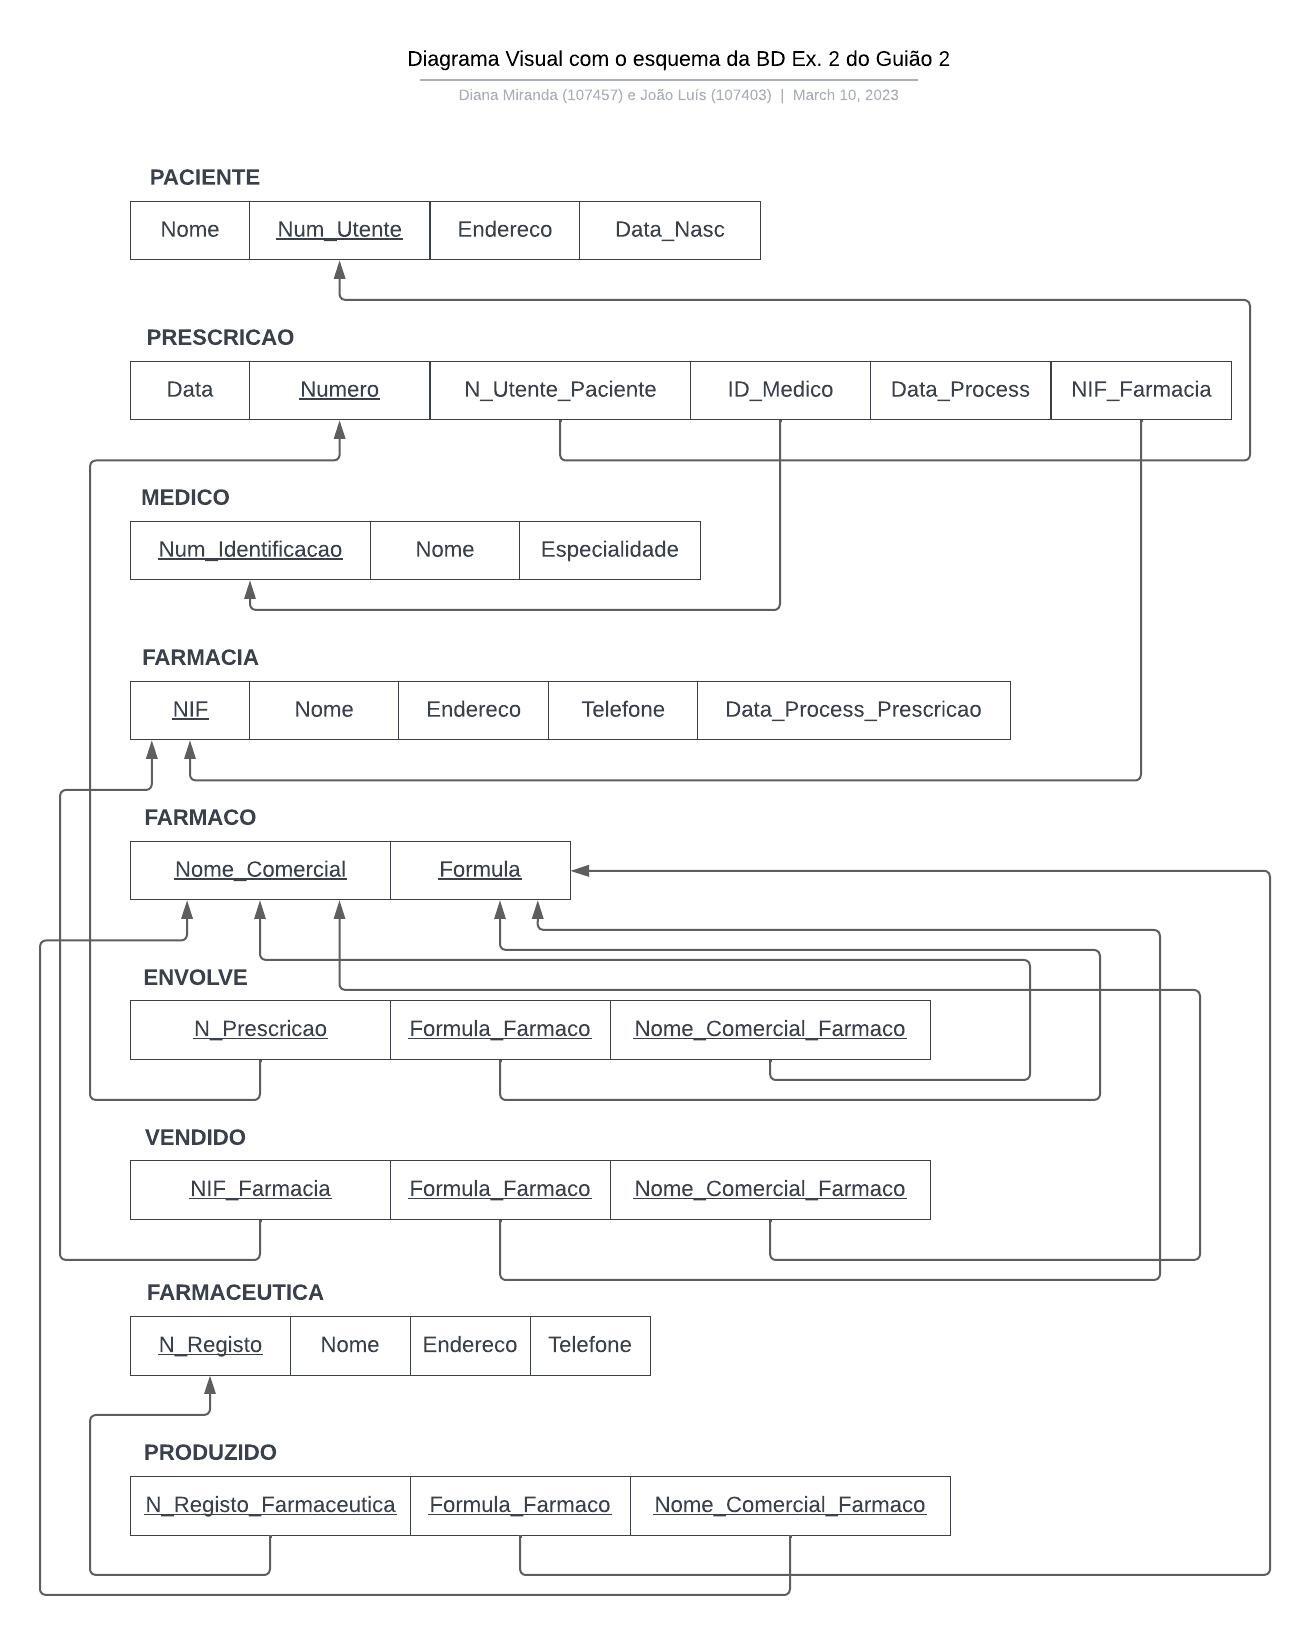 Diagrama Visual com o esquema da BD Ex. 2 do Guião 2
Diana Miranda (107457) e João Luís (107403) | March 10, 2023
PACIENTE
Nome Num_Utente Endereco Data_Nasc
PRESCRICAO
Data Numero N_Utente_Paciente ID_Medico Data_Process NIF_Farmacia
MEDICO
Num_Identificacao Nome Especialidade
FARMACIA
NIF Nome Endereco Telefone Data_Process_Prescricao
FARMACO
Nome_Comercial Formula
ENVOLVE
N_Prescricao Formula_Farmaco Nome_Comercial_Farmaco
VENDIDO
NIF_Farmacia Formula_Farmaco Nome_Comercial_Farmaco
FARMACEUTICA
N_Registo Nome Endereco Telefone
PRODUZIDO
N_Registo_Farmaceutica Formula_Farmaco Nome_Comercial_Farmaco